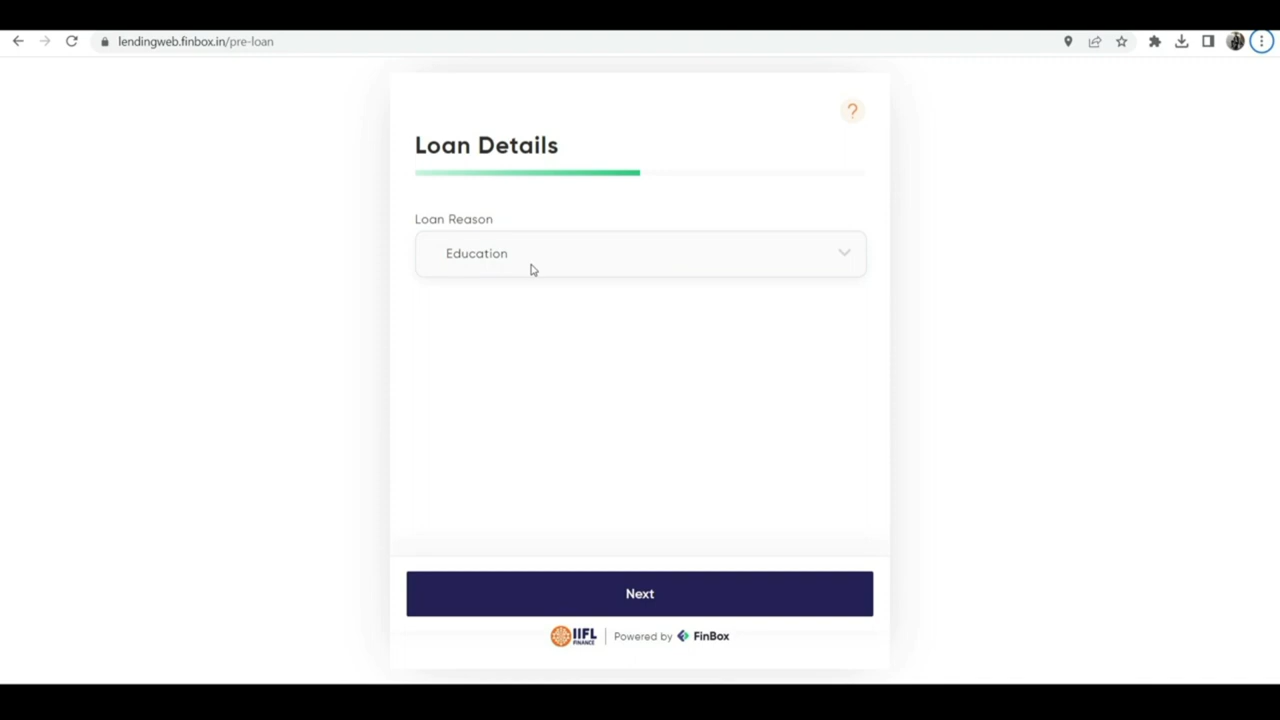 lendingweb.finbox.in/pre-loan
?
Loan Details
Loan Reason
Education
Next
IIFL FINANCE | Powered by FinBox